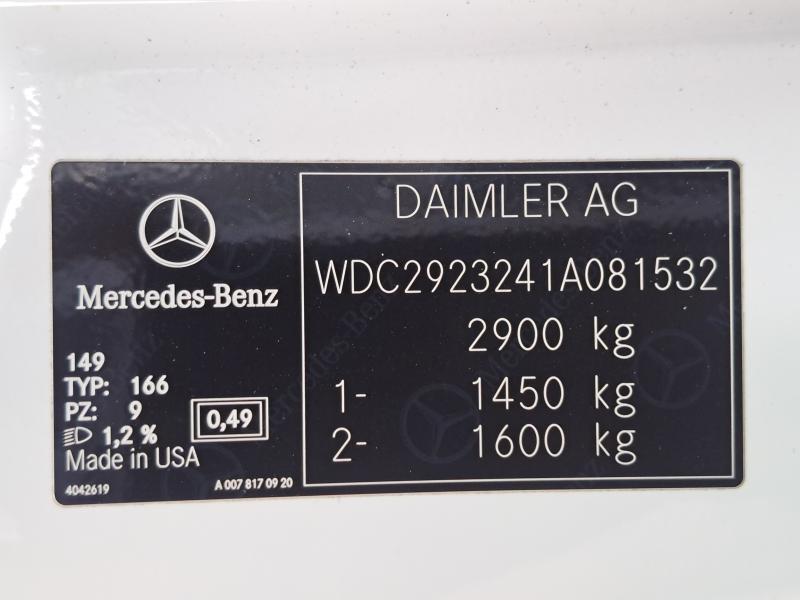 Mercedes-Benz
149
TYP: 166
PZ: 9
1,2 %
0,49
Made in USA
4042619
A 007 817 09 20
DAIMLER AG
WDC2923241A081532
2900 kg
1- 1450 kg
2- 1600 kg